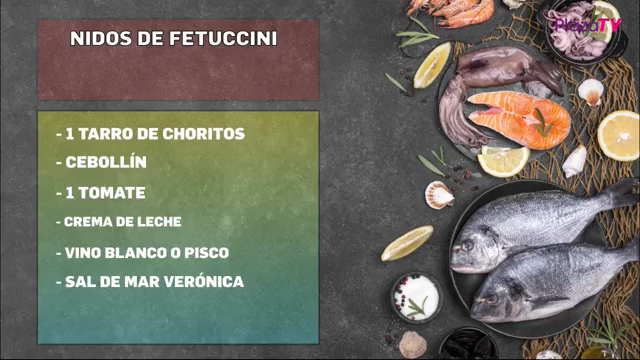 PlazaTV
NIDOS DE FETUCCINI
- 1 TARRO DE CHORITOS
- CEBOLLÍN
- 1 TOMATE
- CREMA DE LECHE
- VINO BLANCO O PISCO
- SAL DE MAR VERÓNICA